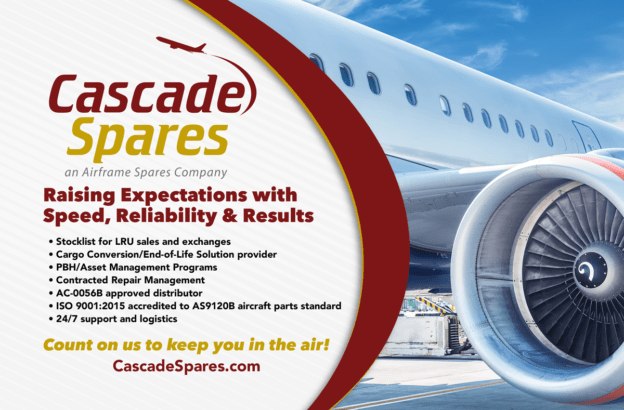 Cascade
Spares
an Airframe Spares Company
Raising Expectations with
Speed, Reliability & Results
• Stocklist for LRU sales and exchanges
• Cargo Conversion/End-of-Life Solution provider
• PBH/Asset Management Programs
• Contracted Repair Management
• AC-0056B approved distributor
• ISO 9001:2015 accredited to AS9120B aircraft parts standard
• 24/7 support and logistics
Count on us to keep you in the air!
CascadeSpares.com